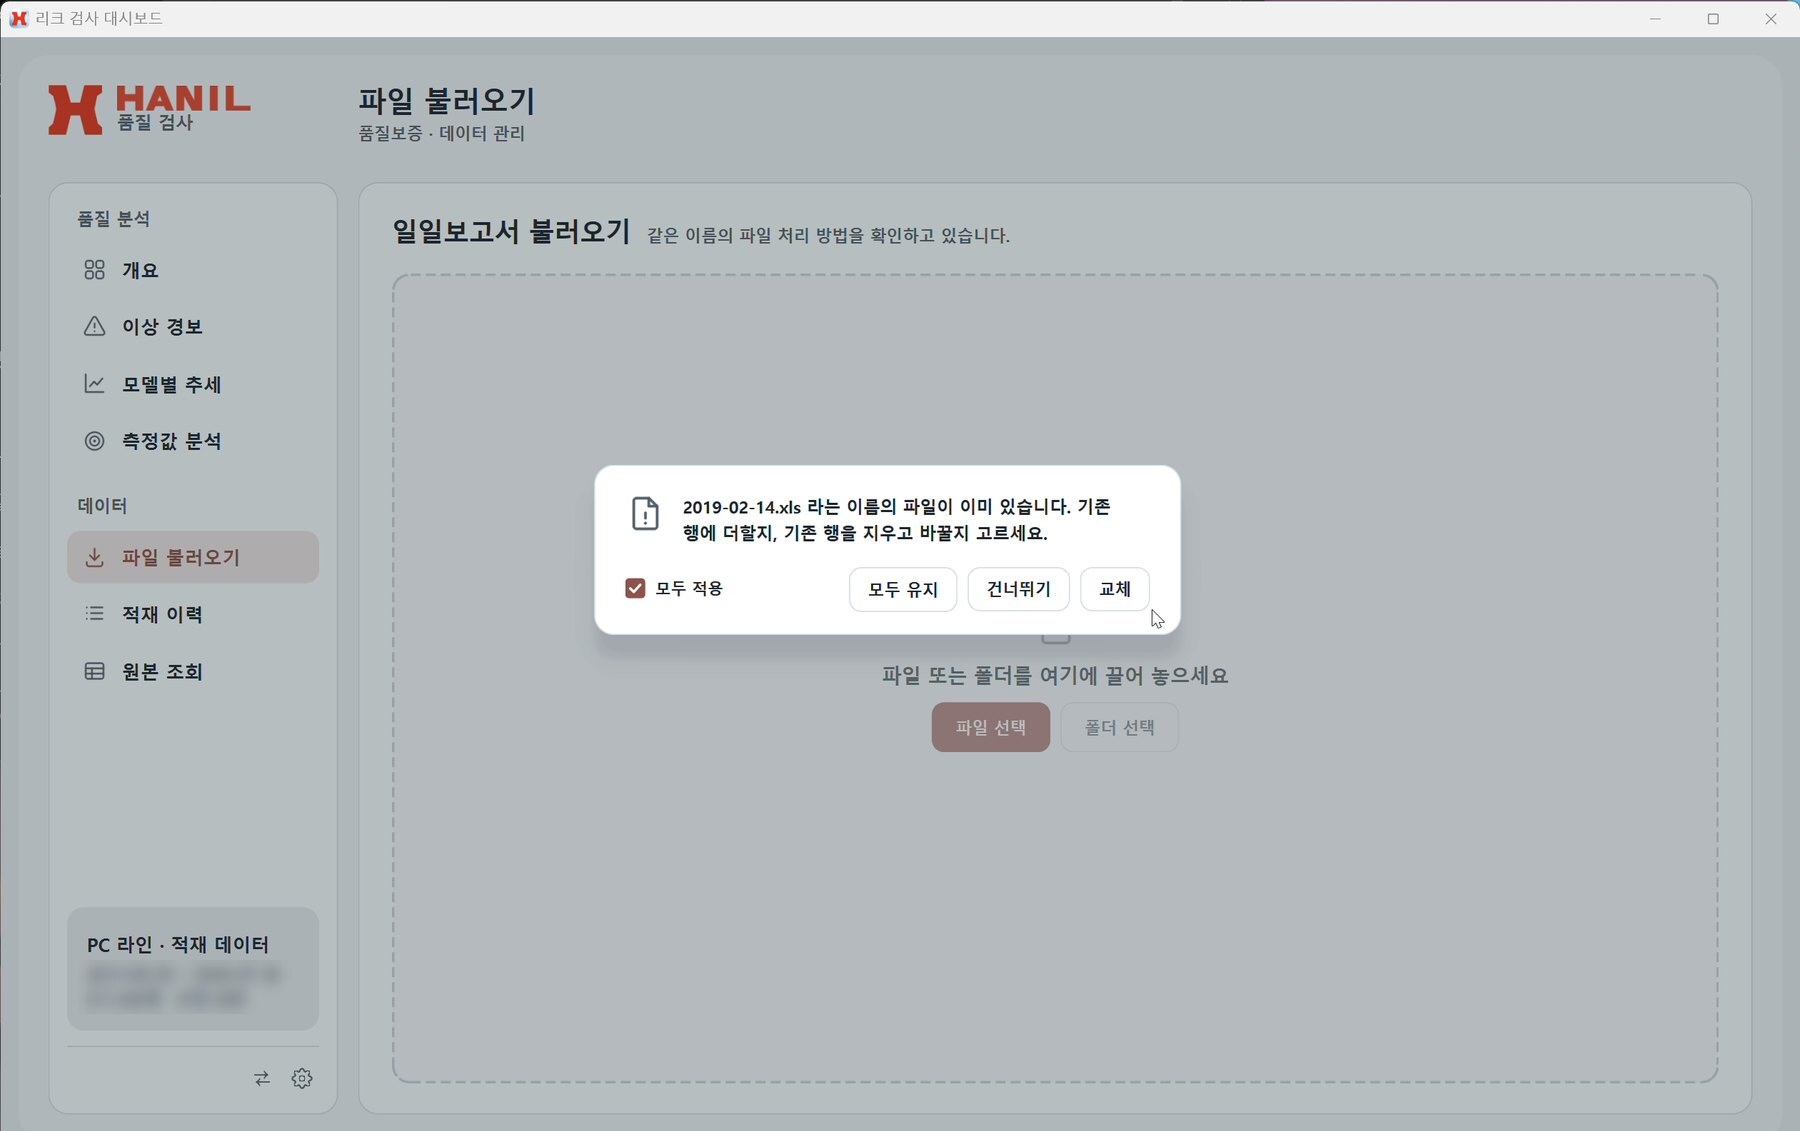 리크 검사 대시보드
HANIL
품질 검사
파일 불러오기
품질보증 · 데이터 관리
품질 분석
개요
이상 경보
모델별 추세
측정값 분석
데이터
파일 불러오기
적재 이력
원본 조회
PC 라인 · 적재 데이터
일일보고서 불러오기 같은 이름의 파일 처리 방법을 확인하고 있습니다.
2019-02-14.xls 라는 이름의 파일이 이미 있습니다. 기존
행에 더할지, 기존 행을 지우고 바꿀지 고르세요.
모두 적용 모두 유지 건너뛰기 교체
파일 또는 폴더를 여기에 끌어 놓으세요
파일 선택 폴더 선택